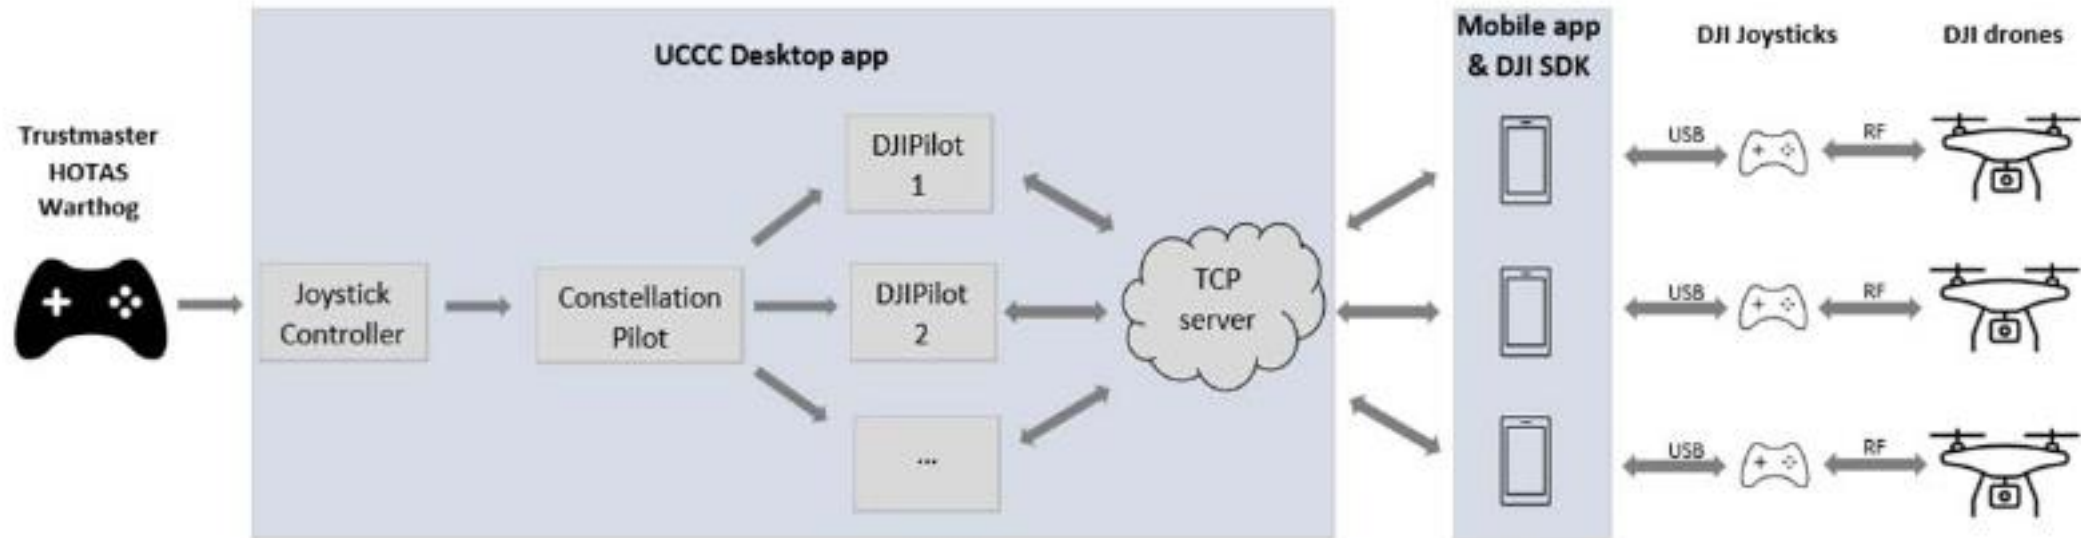 UCCC Desktop app
Mobile app
& DJI SDK
DJI Joysticks
DJI drones
Trustmaster
HOTAS
Warthog
Joystick
Controller
Constellation
Pilot
DJIPilot
1
DJIPilot
2
...
TCP
server
USB
RF
USB
RF
USB
RF